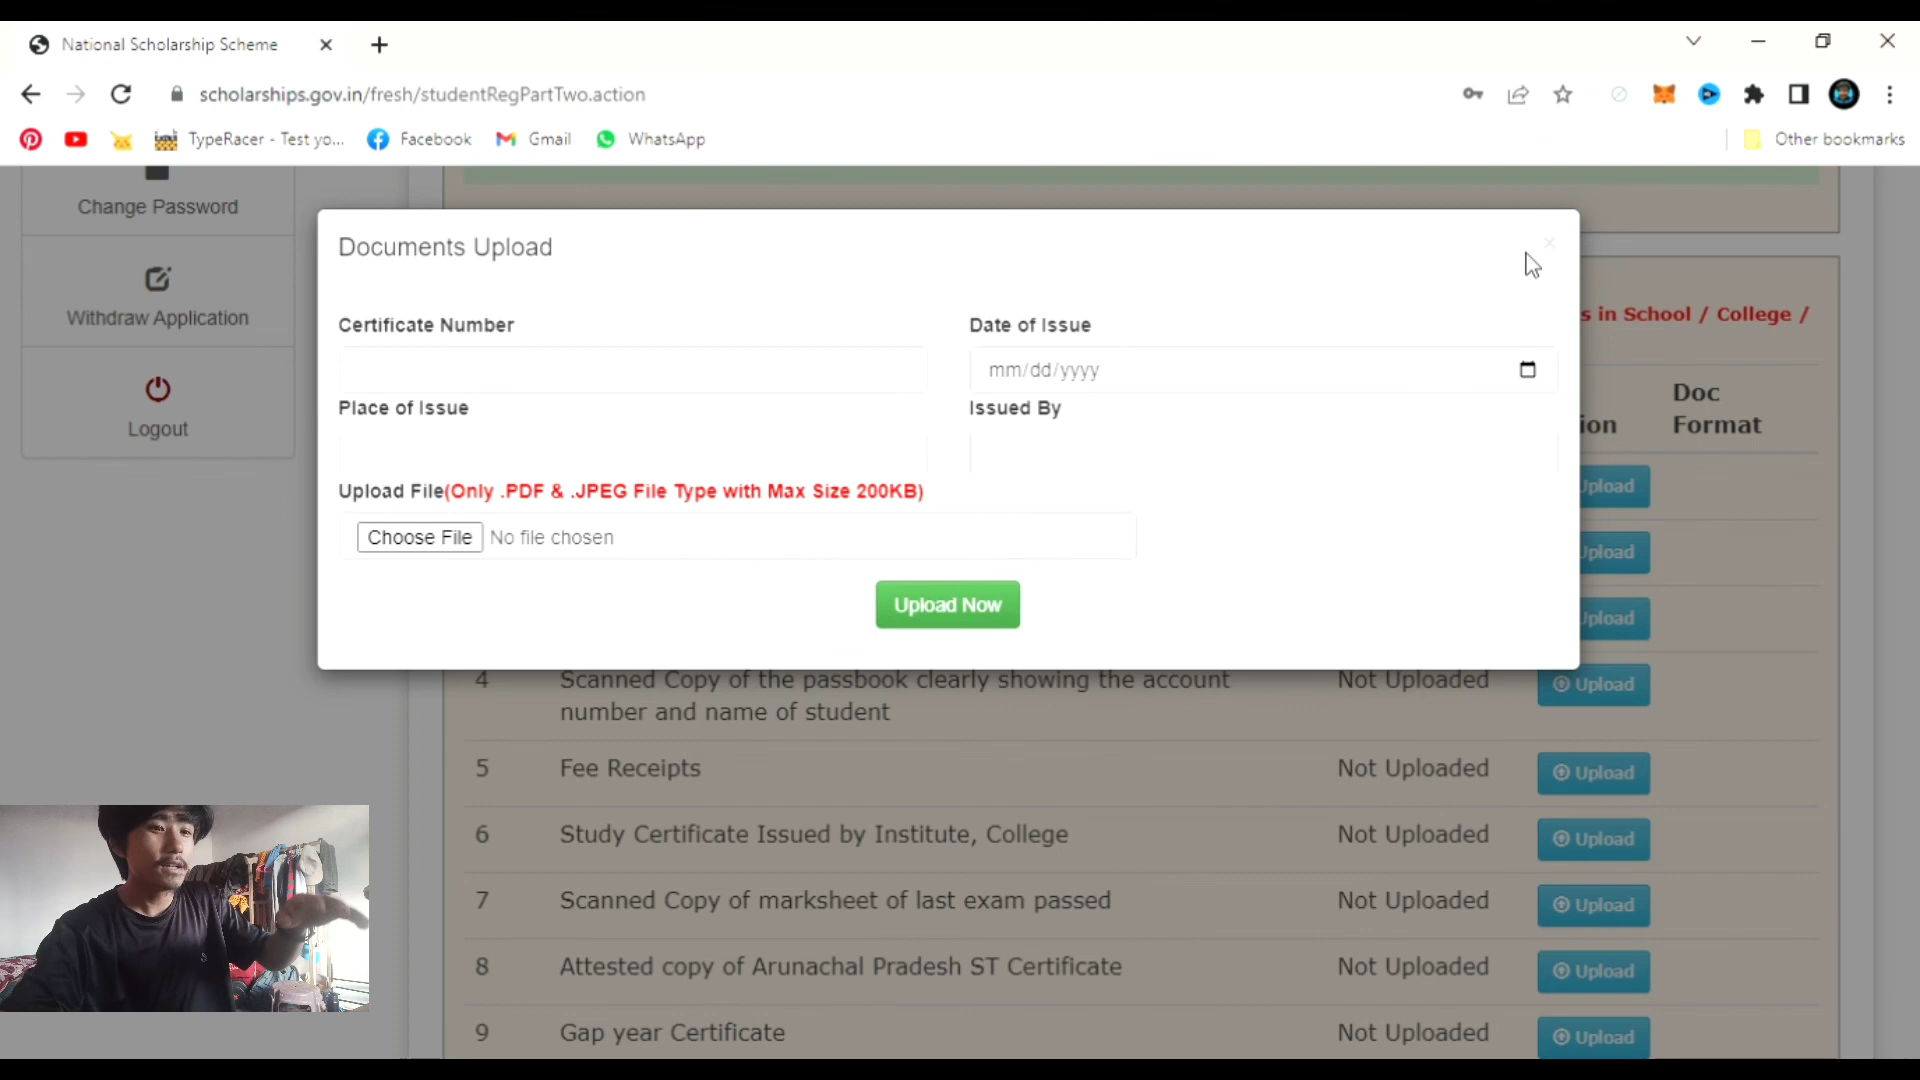 National Scholarship Scheme
scholarships.gov.in/fresh/studentRegPartTwo.action
TypeRacer - Test yo...
Facebook
Gmail
WhatsApp
Other bookmarks
Change Password
Withdraw Application
Logout
Documents Upload
Certificate Number
Date of Issue
mm/dd/yyyy
Place of Issue
Issued By
Upload File(Only .PDF & .JPEG File Type with Max Size 200KB)
Choose File No file chosen
Upload Now
s in School / College /
ion
Doc
Format
pload
pload
pload
4 Scanned Copy of the passbook clearly showing the account Not Uploaded Upload
number and name of student
5 Fee Receipts Not Uploaded Upload
6 Study Certificate Issued by Institute, College Not Uploaded Upload
7 Scanned Copy of marksheet of last exam passed Not Uploaded Upload
8 Attested copy of Arunachal Pradesh ST Certificate Not Uploaded Upload
9 Gap year Certificate Not Uploaded Upload